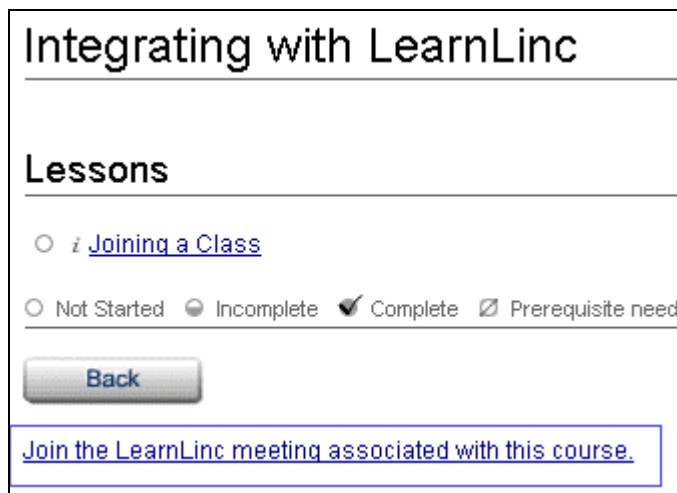 Integrating with LearnLinc
Lessons
i Joining a Class
Not Started Incomplete Complete Prerequisite need
Back
Join the LearnLinc meeting associated with this course.